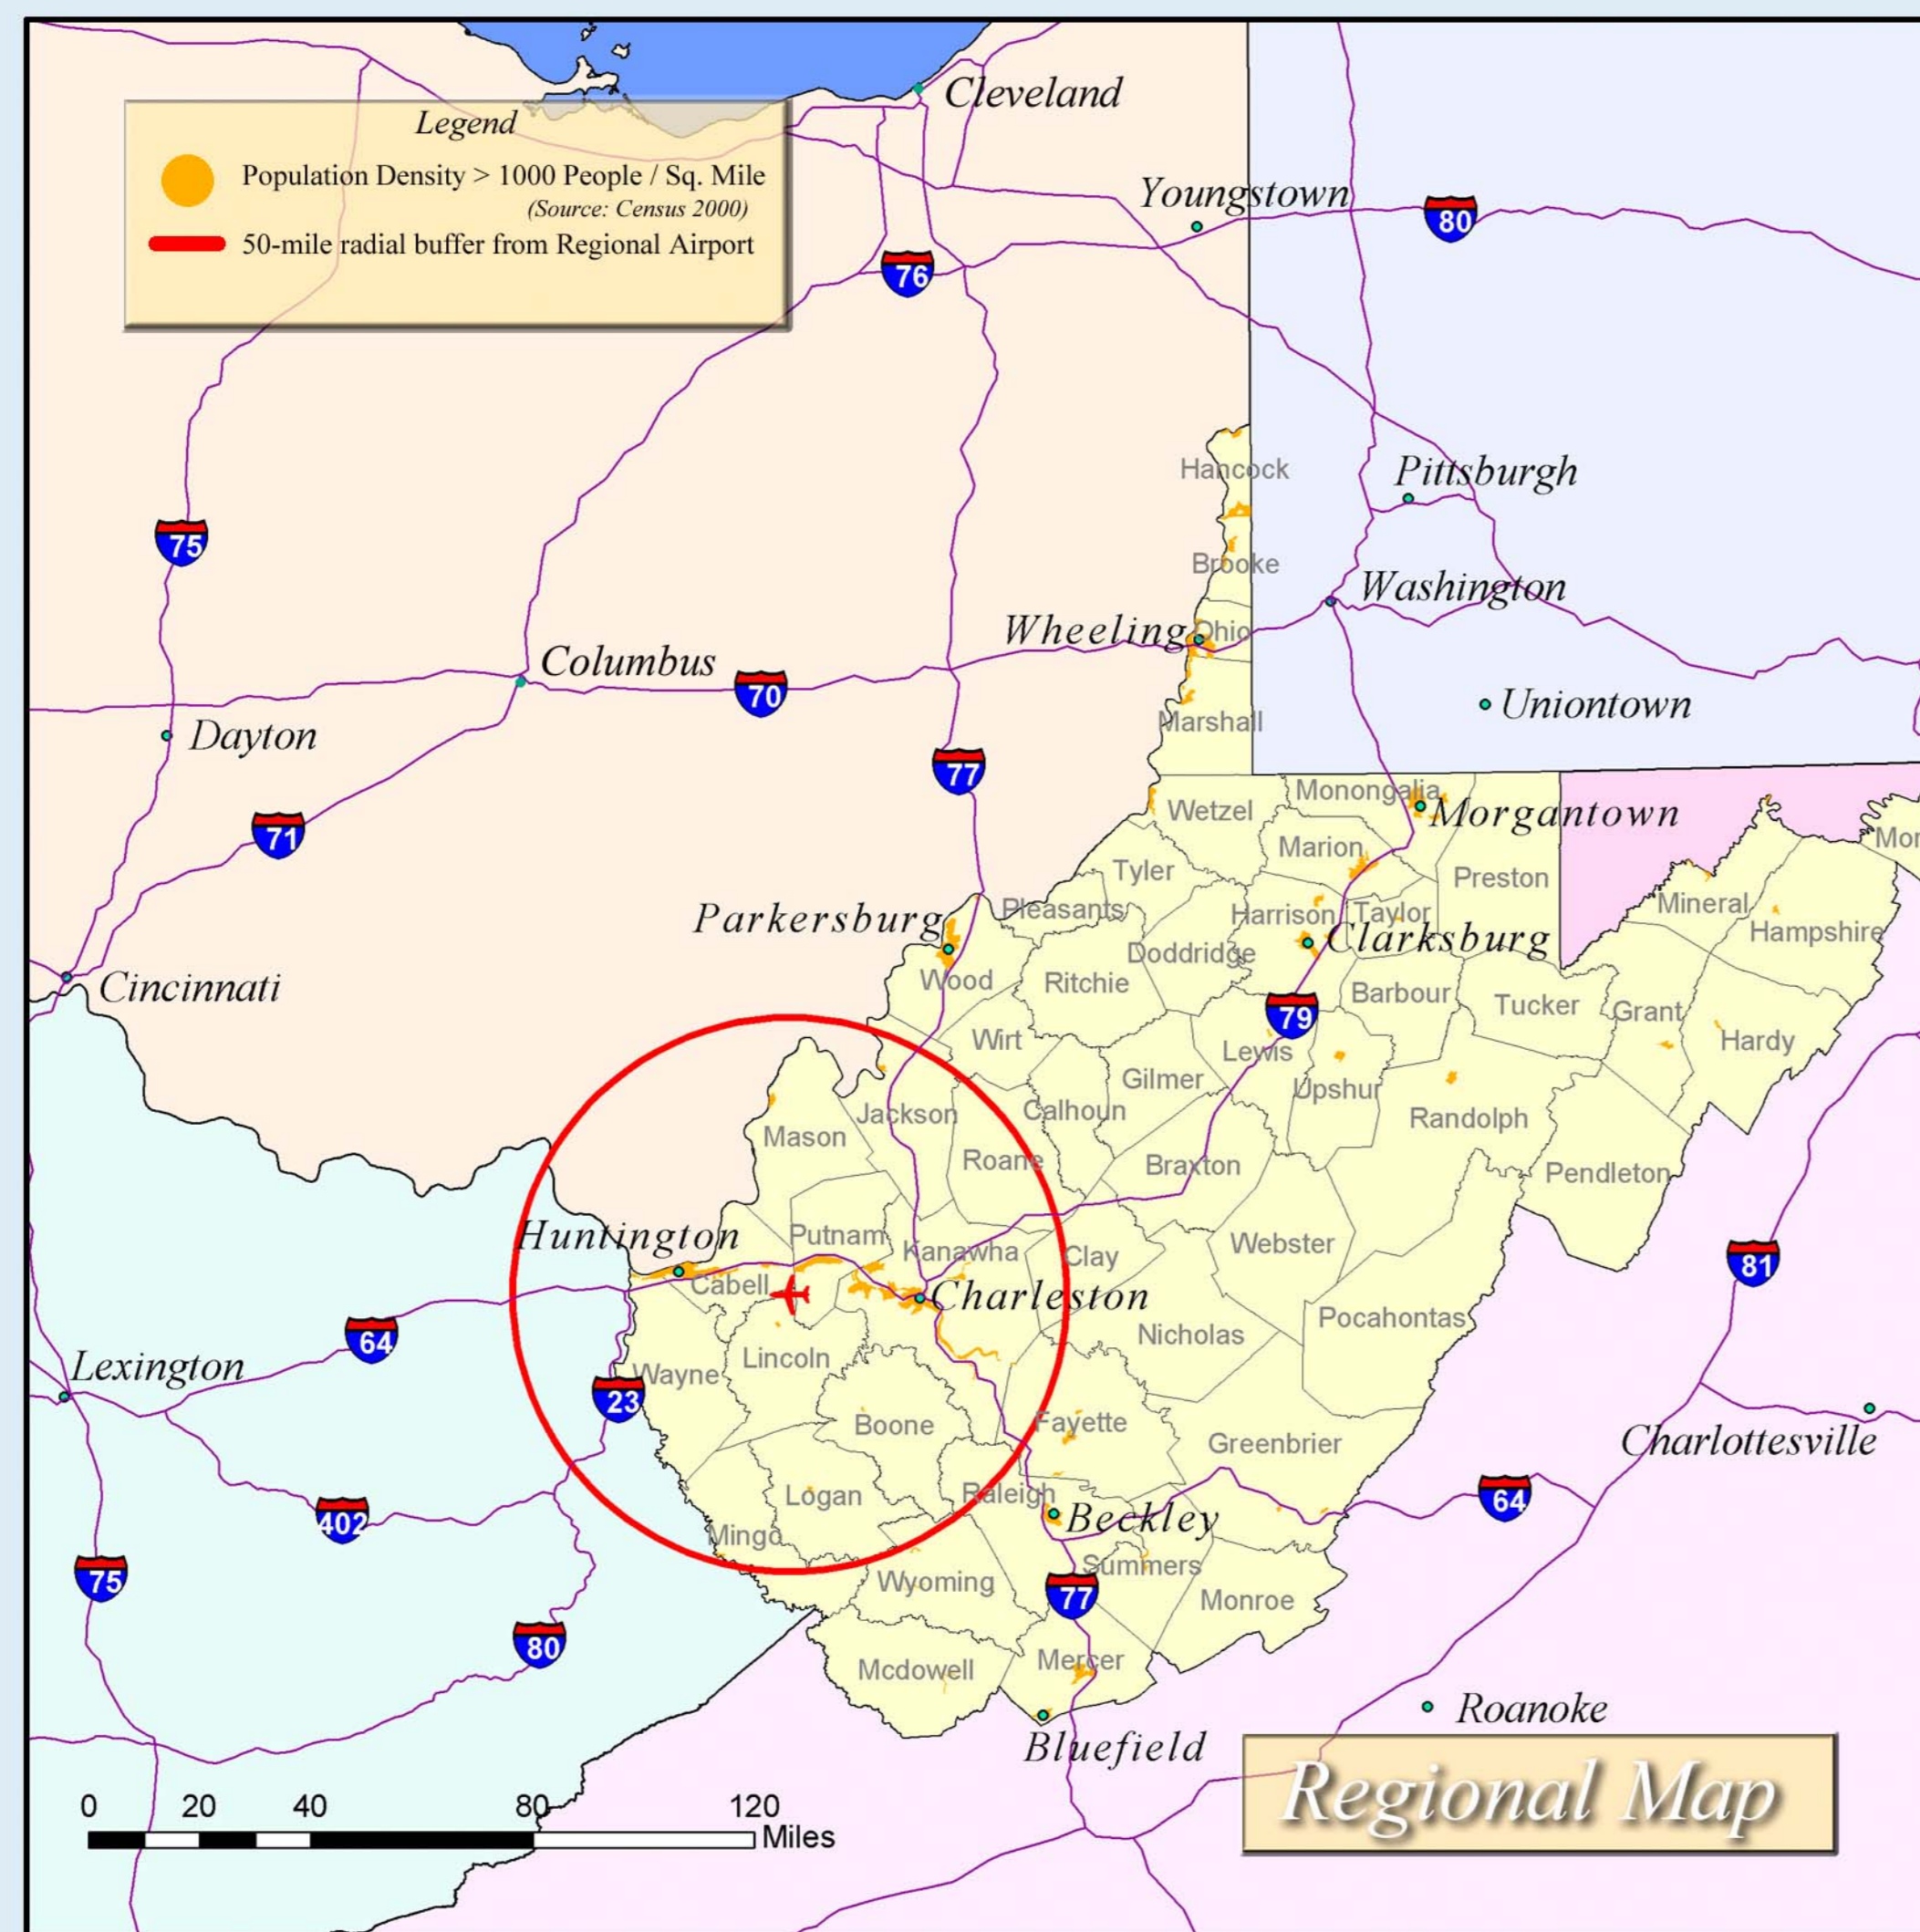 Cleveland
Legend
Population Density > 1000 People / Sq. Mile
(Source: Census 2000)
50-mile radial buffer from Regional Airport
Youngstown
80
76
Hancock
Pittsburgh
75
Brooke
Washington
Wheeling
Ohio
Columbus
70
Uniontown
Marshall
Dayton
77
Monongalia
Wetzel
Morgantown
71
Marion
Mor
Tyler
Preston
Mineral
Parkersburg
Pleasants
Harrison
Taylor
Hampshire
Clarksburg
Doddridge
Wood
Ritchie
Cincinnati
Barbour
Tucker
Grant
79
Wirt
Hardy
Lewis
Gilmer
Upshur
Jackson
Calhoun
Randolph
Mason
Roane
Braxton
Pendleton
Huntington
Putnam
Kanawha
Webster
Clay
81
Cabell
Charleston
Pocahontas
64
Nicholas
Lexington
Lincoln
Wayne
23
Boone
Fayette
Charlottesville
Greenbrier
Logan
Raleigh
64
402
Beckley
Mingo
Summers
75
Wyoming
77
Monroe
80
Mcdowell
Mercer
Roanoke
Bluefield
Regional Map
0 20 40 80 120
Miles